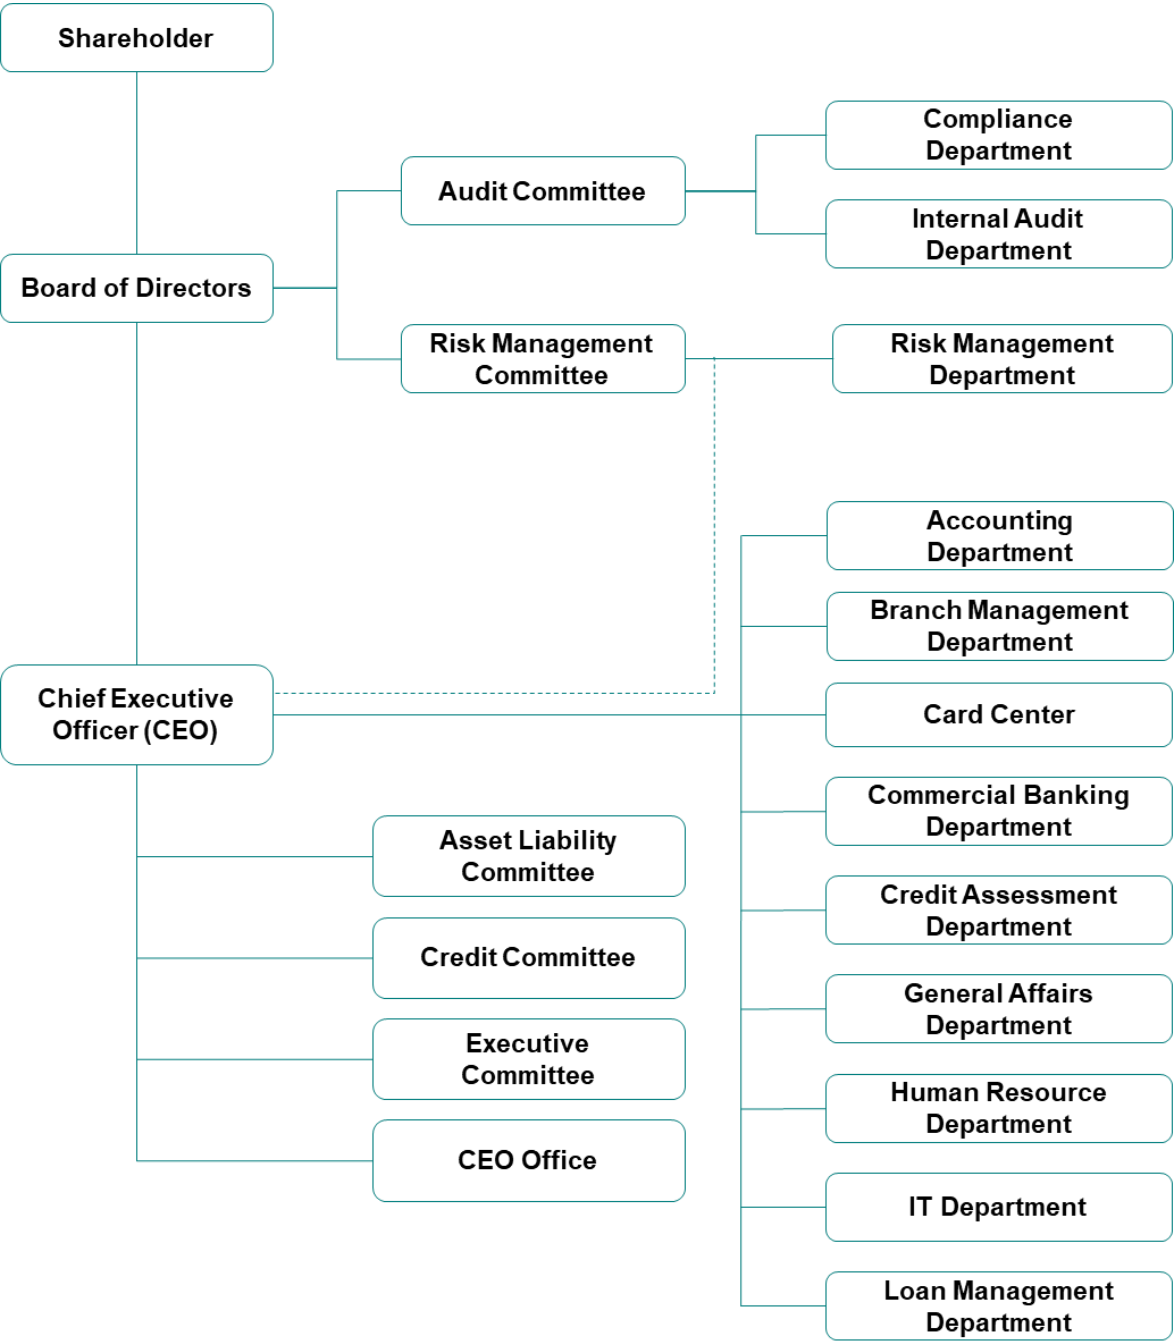 Shareholder
Compliance
Department
Audit Committee
Internal Audit
Department
Board of Directors
Risk Management
Committee
Risk Management
Department
Accounting
Department
Branch Management
Department
Chief Executive
Officer (CEO)
Card Center
Commercial Banking
Department
Asset Liability
Committee
Credit Assessment
Department
Credit Committee
General Affairs
Department
Executive
Committee
Human Resource
Department
CEO Office
IT Department
Loan Management
Department